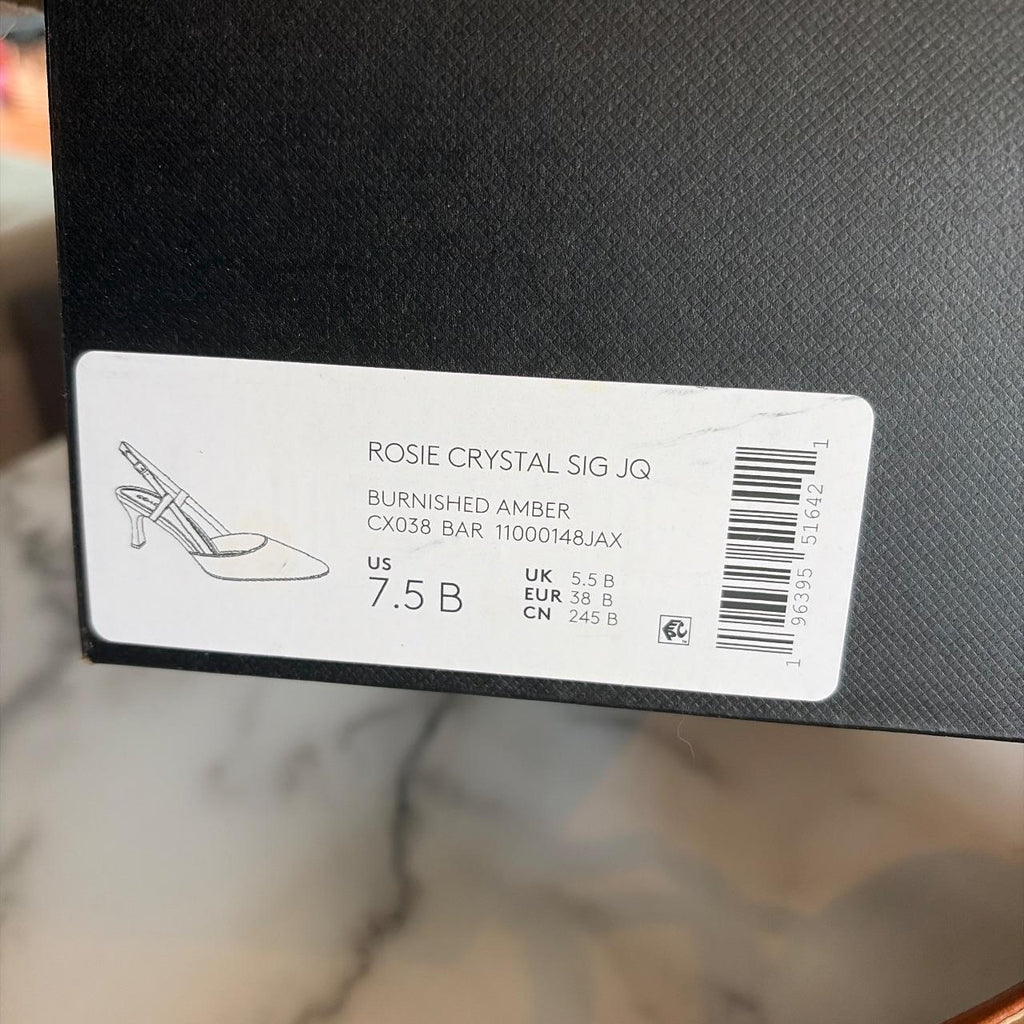 ROSIE CRYSTAL SIG JQ
BURNISHED AMBER
CX038 BAR 11000148JAX
US
7.5 B
UK 5.5 B
EUR 38 B
CN 245 B
1 96395 51642 1